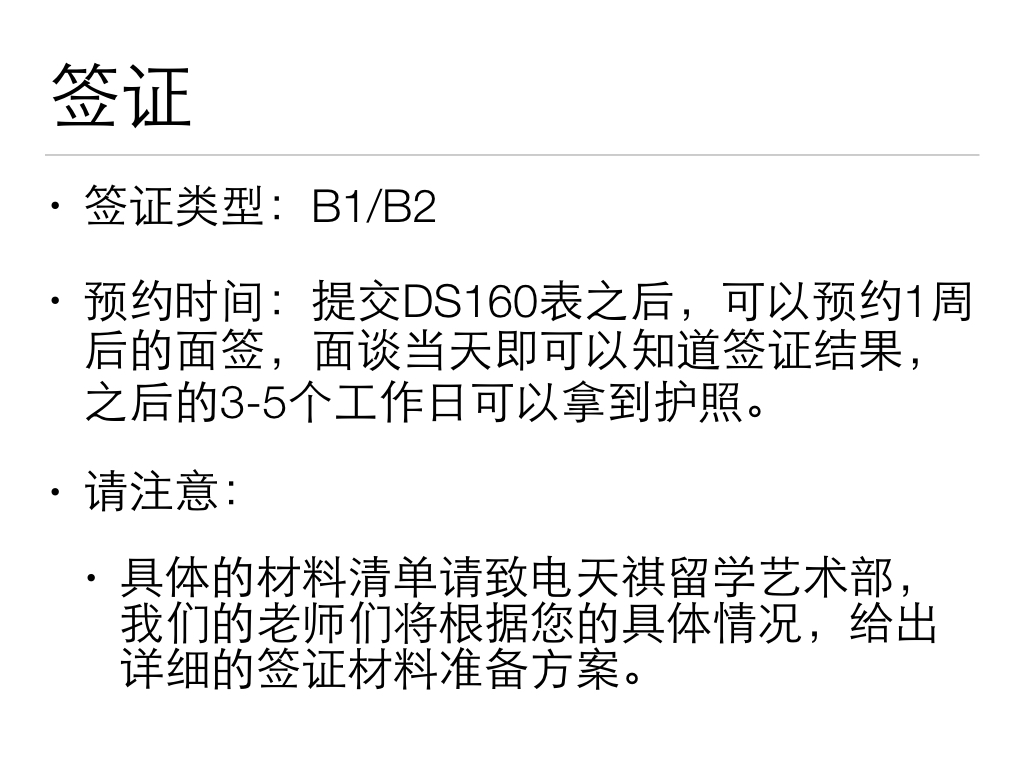 签证
• 签证类型：B1/B2
• 预约时间：提交DS160表之后，可以预约1周
后的面签，面谈当天即可以知道签证结果，
之后的3-5个工作日可以拿到护照。
• 请注意：
• 具体的材料清单请致电天祺留学艺术部，
我们的老师们将根据您的具体情况，给出
详细的签证材料准备方案。